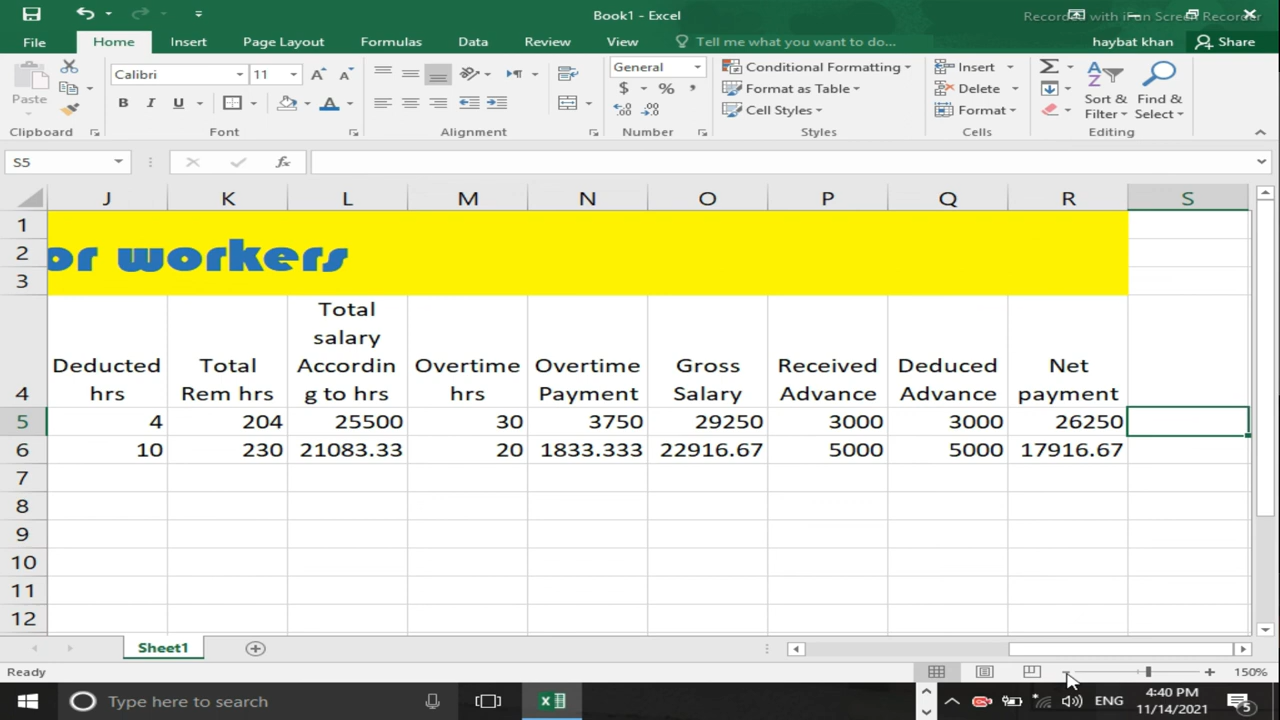 Book1 - Excel
Recorded with iFun Screen Recorder
File Home Insert Page Layout Formulas Data Review View Tell me what you want to do... haybat khan Share
Paste
Calibri 11
B I U A
General
$ % ,
Conditional Formatting
Format as Table
Cell Styles
Insert
Delete
Format
Sort & Filter
Find & Select
Clipboard Font Alignment Number Styles Cells Editing
S5 fx
J K L M N O P Q R S
1
2 or workers
3
4 Deducted hrs Total Rem hrs Total salary Accordin g to hrs Overtime hrs Overtime Payment Gross Salary Received Advance Deduced Advance Net payment
5 4 204 25500 30 3750 29250 3000 3000 26250
6 10 230 21083.33 20 1833.333 22916.67 5000 5000 17916.67
7
8
9
10
11
12
Sheet1
Ready 150%
Type here to search
ENG
4:40 PM
11/14/2021
5